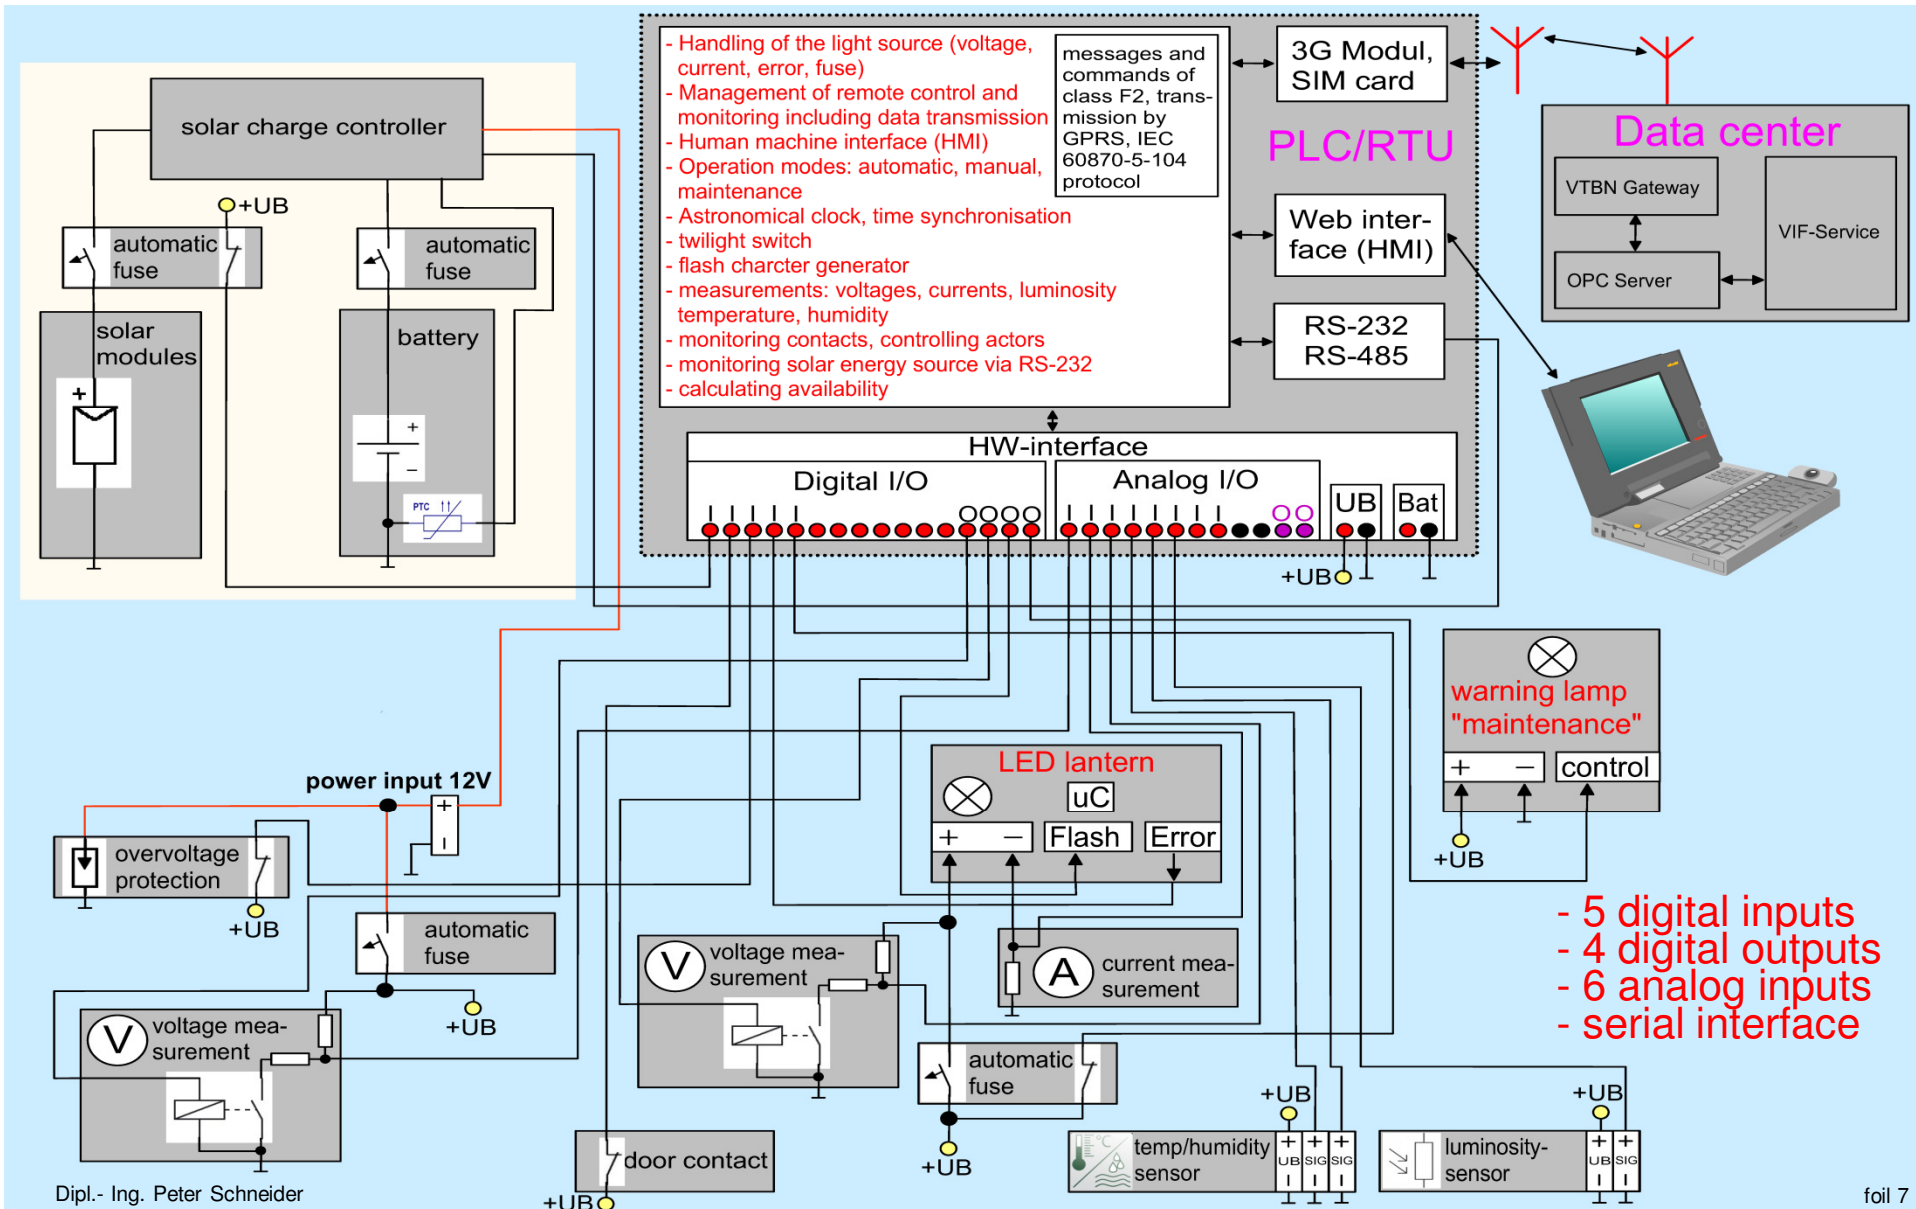 solar charge controller
+UB
automatic
fuse
automatic
fuse
solar
modules
+
battery
+
–
PTC
- Handling of the light source (voltage,
current, error, fuse)
- Management of remote control and
monitoring including data transmission
- Human machine interface (HMI)
- Operation modes: automatic, manual,
maintenance
- Astronomical clock, time synchronisation
- twilight switch
- flash charcter generator
- measurements: voltages, currents, luminosity
temperature, humidity
- monitoring contacts, controlling actors
- monitoring solar energy source via RS-232
- calculating availability
messages and
commands of
class F2, trans-
mission by
GPRS, IEC
60870-5-104
protocol
3G Modul,
SIM card
PLC/RTU
Web inter-
face (HMI)
RS-232
RS-485
HW-interface
Digital I/O
Analog I/O
UB
Bat
I I I I I
O O O O
I I I I I I I I
O O
+UB
Data center
VTBN Gateway
OPC Server
VIF-Service
warning lamp
"maintenance"
+ – control
+UB
power input 12V
+
–
overvoltage
protection
+UB
automatic
fuse
+UB
V
voltage mea-
surement
LED lantern
uC
+ – Flash Error
V
voltage mea-
surement
A
current mea-
surement
automatic
fuse
+UB
door contact
+UB
+UB
temp/humidity
sensor
°C
+ + +
UB SIG SIG
– – –
+UB
luminosity-
sensor
+ +
UB SIG
– –
- 5 digital inputs
- 4 digital outputs
- 6 analog inputs
- serial interface
Dipl.- Ing. Peter Schneider
foil 7